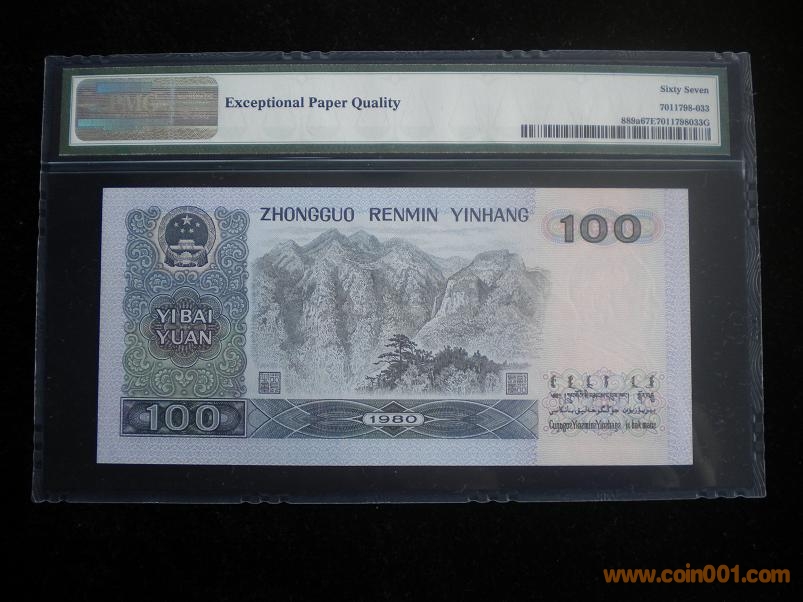 PMG
Exceptional Paper Quality
Sixty Seven
7011798-033
889a67E7011798033G
ZHONGGUO RENMIN YINHANG
100
YIBAI
YUAN
100
1980
www.coin001.com